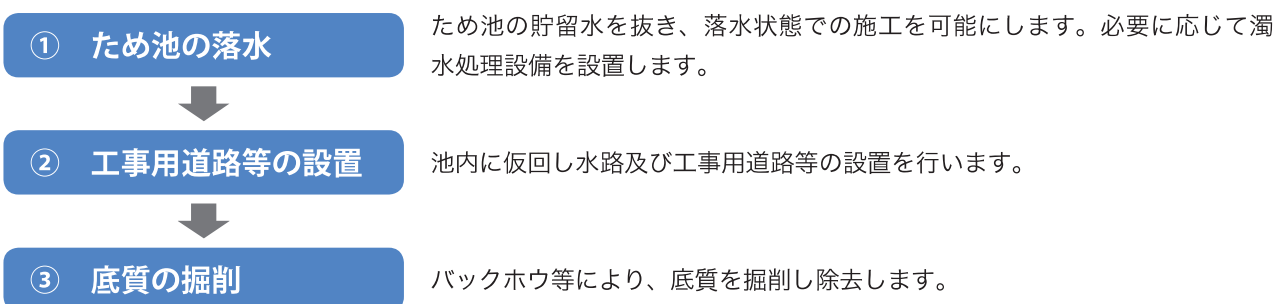 ① ため池の落水
ため池の貯留水を抜き、落水状態での施工を可能にします。必要に応じて濁
水処理設備を設置します。
② 工事用道路等の設置
池内に仮回し水路及び工事用道路等の設置を行います。
③ 底質の掘削
バックホウ等により、底質を掘削し除去します。